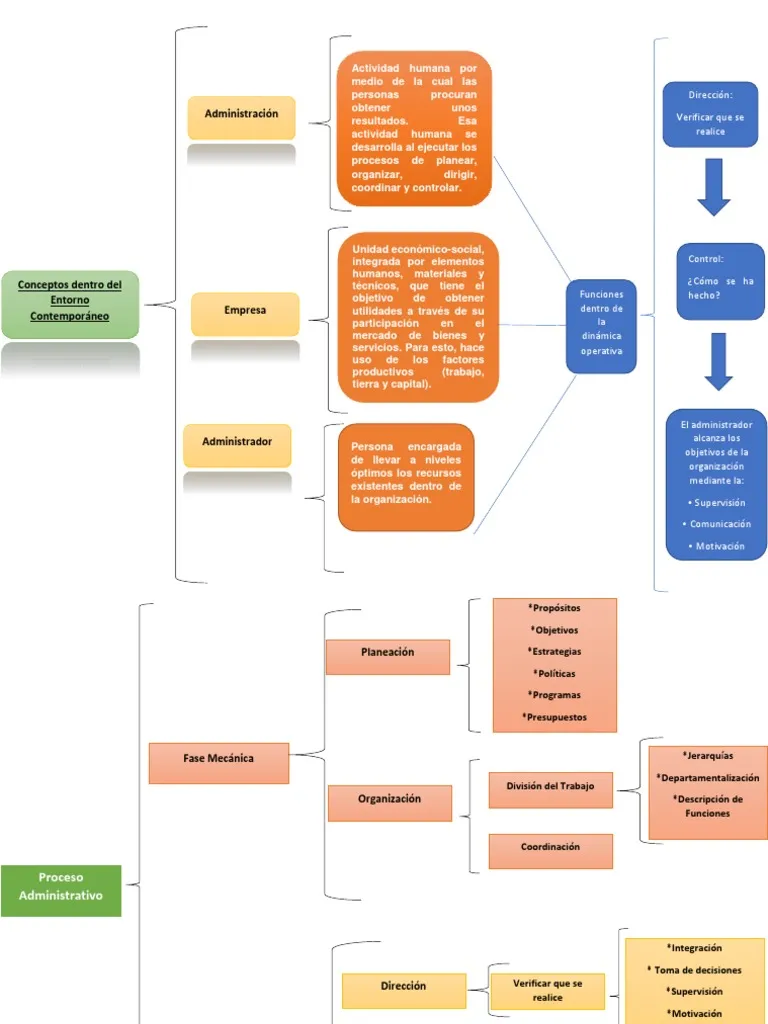 Conceptos dentro del
Entorno
Contemporáneo
Administración
Actividad humana por
medio de la cual las
personas procuran
obtener unos
resultados. Esa
actividad humana se
desarrolla al ejecutar los
procesos de planear,
organizar, dirigir,
coordinar y controlar.
Empresa
Unidad económico-social,
integrada por elementos
humanos, materiales y
técnicos, que tiene el
objetivo de obtener
utilidades a través de su
participación en el
mercado de bienes y
servicios. Para esto, hace
uso de los factores
productivos (trabajo,
tierra y capital).
Administrador
Persona encargada
de llevar a niveles
óptimos los recursos
existentes dentro de
la organización.
Funciones
dentro de
la
dinámica
operativa
Dirección:
Verificar que se
realice
Control:
¿Cómo se ha
hecho?
El administrador
alcanza los
objetivos de la
organización
mediante la:
• Supervisión
• Comunicación
• Motivación
Proceso
Administrativo
Fase Mecánica
Planeación
*Propósitos
*Objetivos
*Estrategias
*Políticas
*Programas
*Presupuestos
Organización
División del Trabajo
*Jerarquías
*Departamentalización
*Descripción de
Funciones
Coordinación
Dirección
Verificar que se
realice
*Integración
* Toma de decisiones
*Supervisión
*Motivación